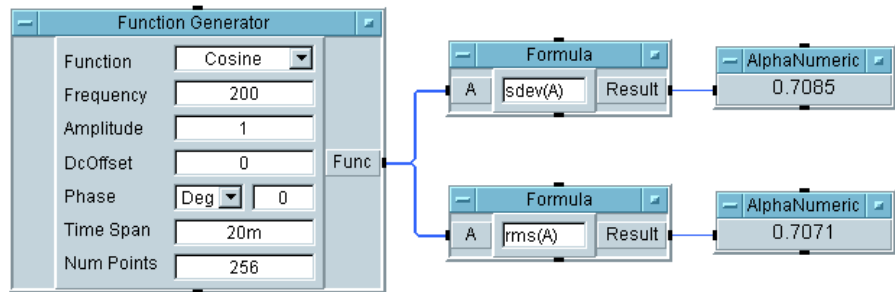 Function Generator
Function Cosine
Frequency 200
Amplitude 1
DcOffset 0
Phase Deg 0
Time Span 20m
Num Points 256
Func
Formula
A sdev(A) Result
AlphaNumeric
0.7085
Formula
A rms(A) Result
AlphaNumeric
0.7071